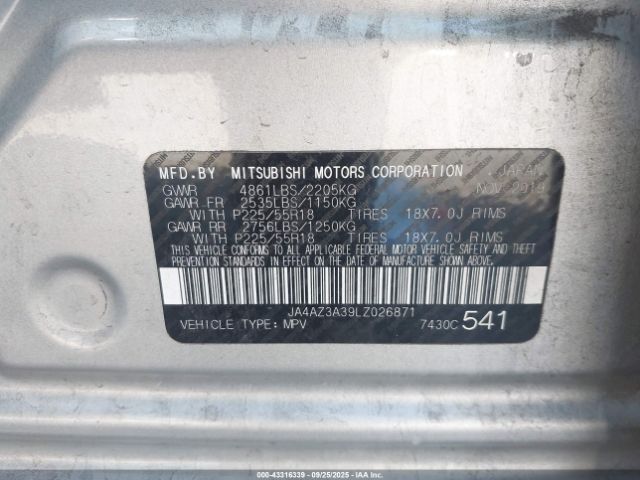 MFD.BY MITSUBISHI MOTORS CORPORATION JAPAN
GVWR 4861LBS/2205KG NOV 2019
GAWR FR 2535LBS/1150KG
WITH P225/55R18 TIRES 18X7.0J RIMS
GAWR RR 2756LBS/1250KG
WITH P225/55R18 TIRES 18X7.0J RIMS
THIS VEHICLE CONFORMS TO ALL APPLICABLE FEDERAL MOTOR VEHICLE SAFETY AND THEFT
PREVENTION STANDARDS IN EFFECT ON THE DATE OF MANUFACTURE SHOWN ABOVE.
JA4AZ3A39LZ026871
VEHICLE TYPE: MPV 7430C 541
000-43316339 - 09/25/2025 - COPYRIGHT © IAA